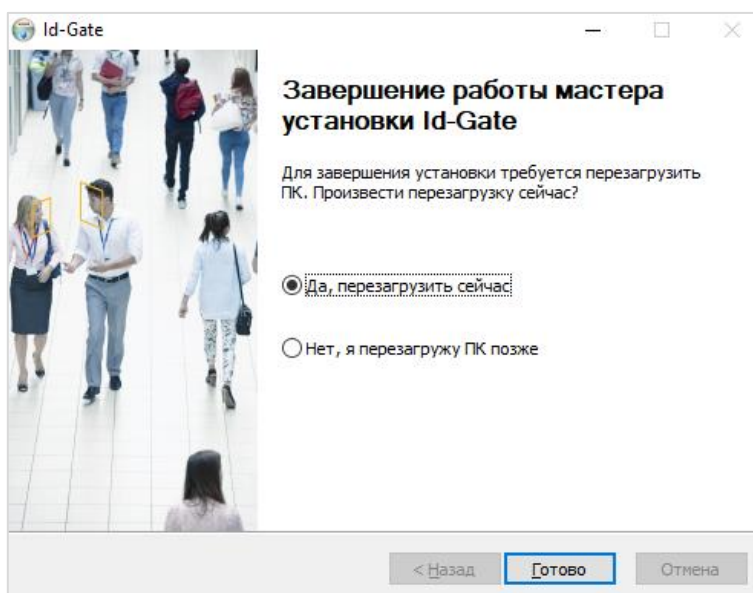 Id-Gate
Завершение работы мастера
установки Id-Gate
Для завершения установки требуется перезагрузить
ПК. Произвести перезагрузку сейчас?
Да, перезагрузить сейчас
Нет, я перезагружу ПК позже
< Назад
Готово
Отмена